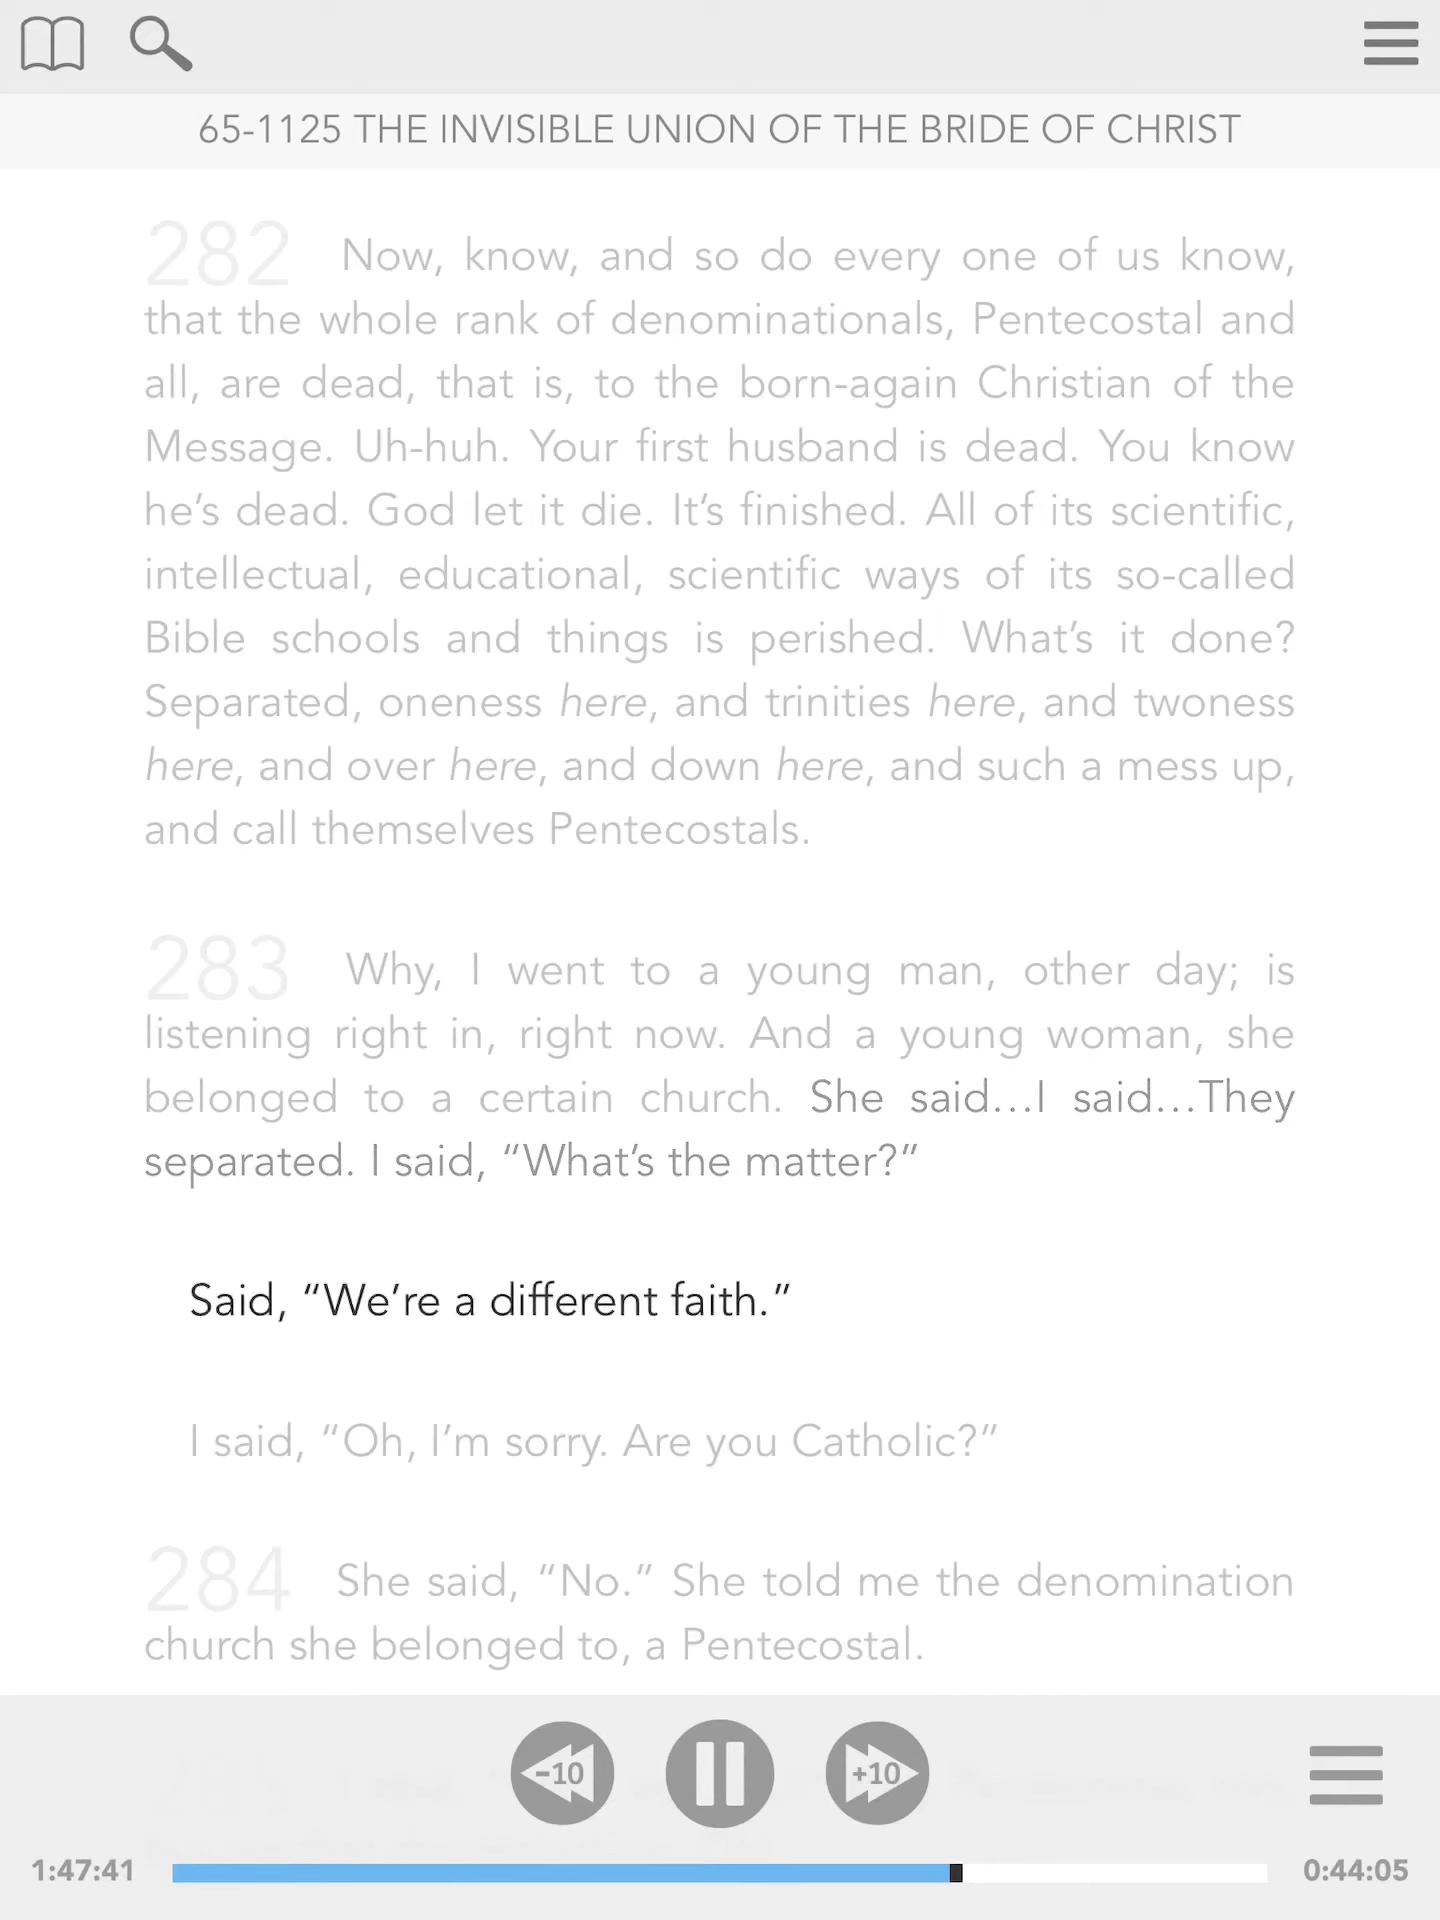 65-1125 THE INVISIBLE UNION OF THE BRIDE OF CHRIST
282 Now, know, and so do every one of us know,
that the whole rank of denominationals, Pentecostal and
all, are dead, that is, to the born-again Christian of the
Message. Uh-huh. Your first husband is dead. You know
he’s dead. God let it die. It’s finished. All of its scientific,
intellectual, educational, scientific ways of its so-called
Bible schools and things is perished. What’s it done?
Separated, oneness here, and trinities here, and twoness
here, and over here, and down here, and such a mess up,
and call themselves Pentecostals.
283 Why, I went to a young man, other day; is
listening right in, right now. And a young woman, she
belonged to a certain church. She said…I said…They
separated. I said, “What’s the matter?”
Said, “We’re a different faith.”
I said, “Oh, I’m sorry. Are you Catholic?”
284 She said, “No.” She told me the denomination
church she belonged to, a Pentecostal.
-10 +10
1:47:41 0:44:05